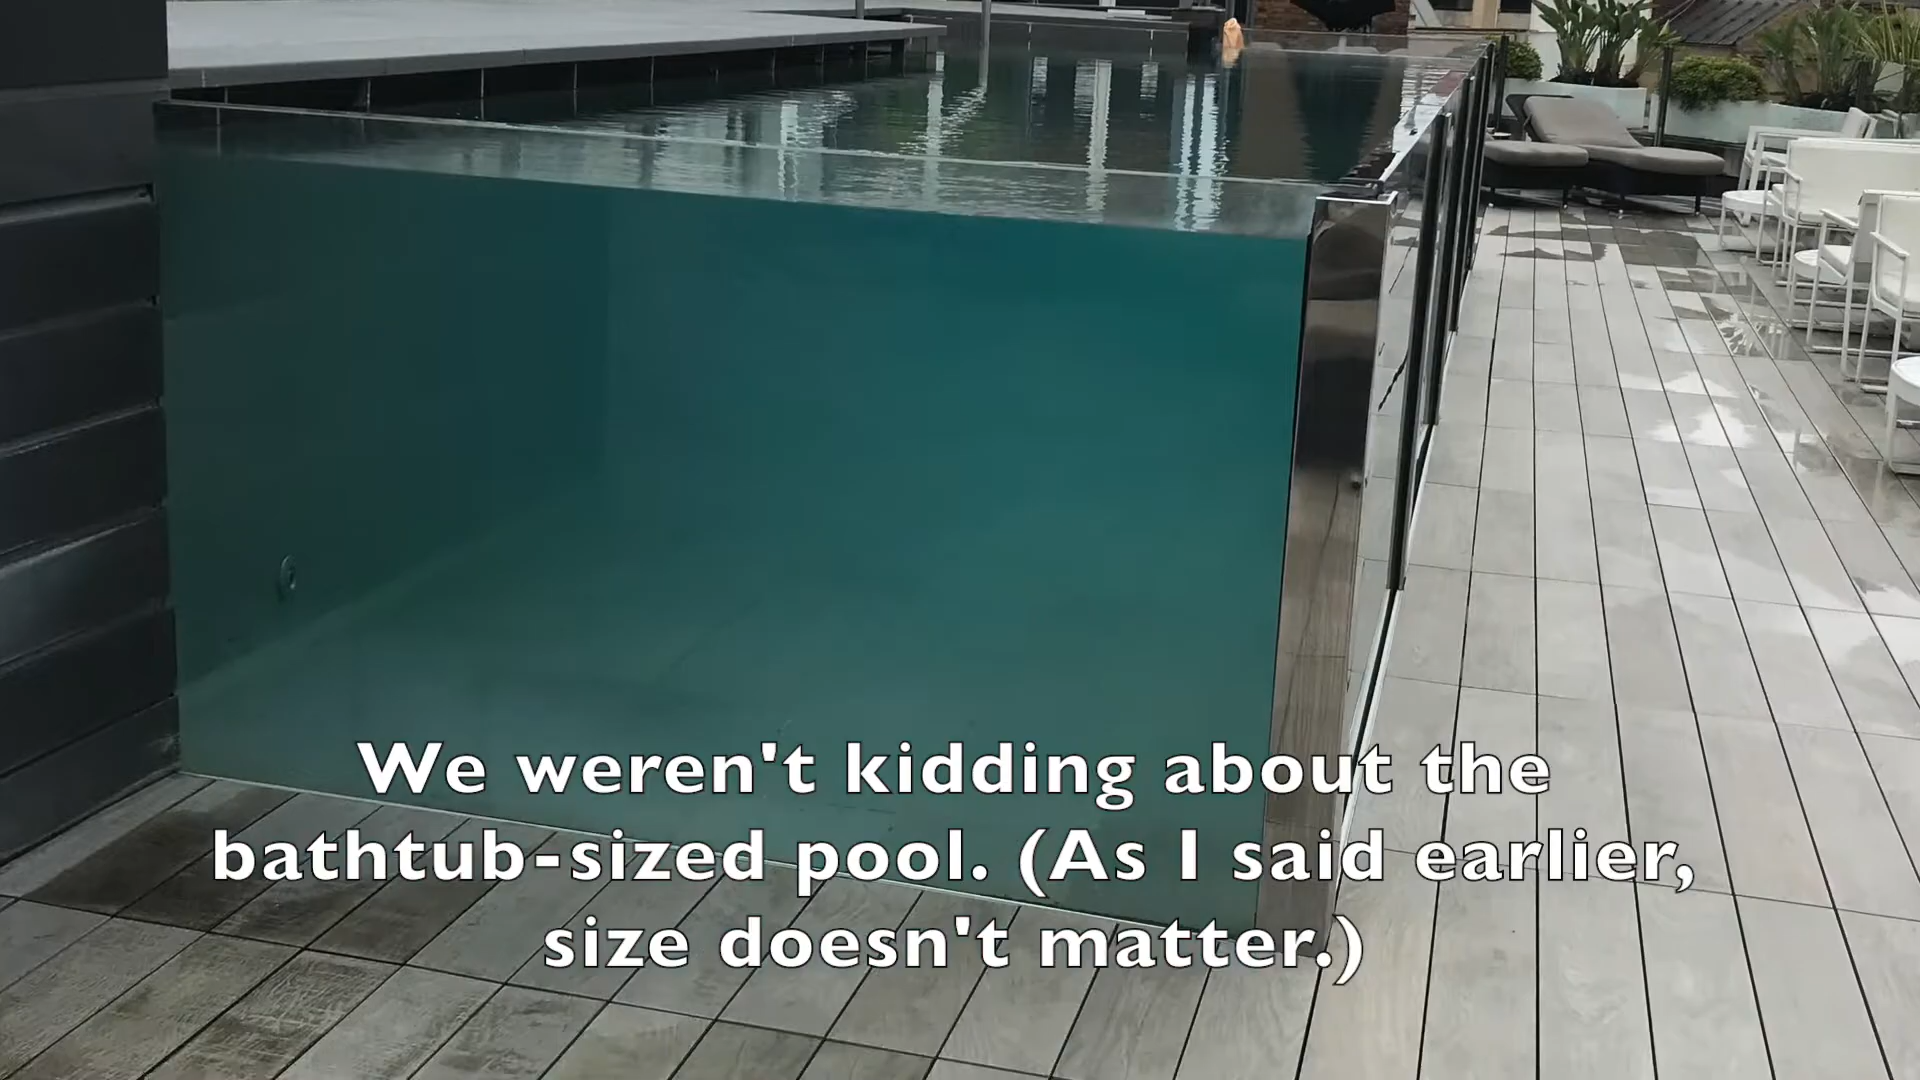 We weren't kidding about the
bathtub-sized pool. (As I said earlier,
size doesn't matter.)